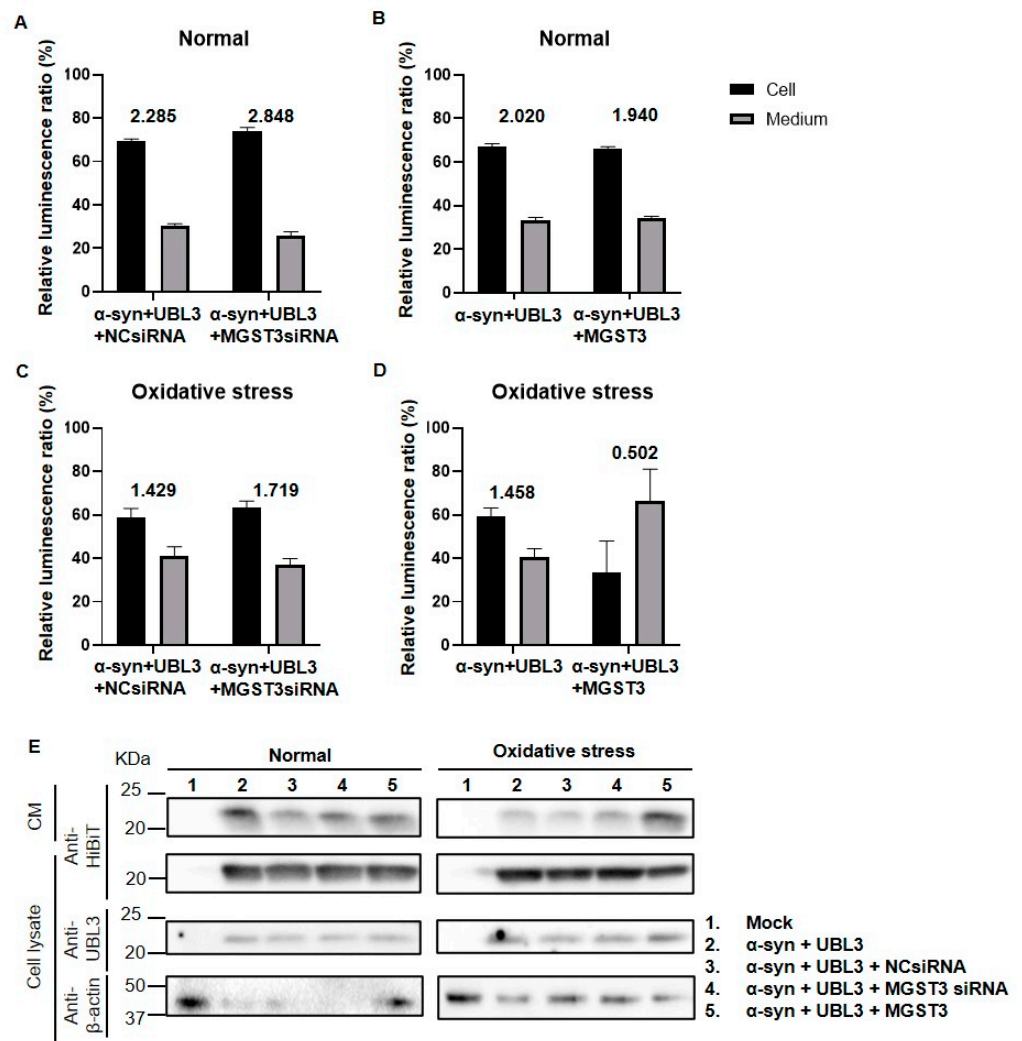 A
Normal
Relative luminescence ratio (%)
100
80
60
40
20
0
2.285
2.848
α-syn+UBL3
+NCsiRNA
α-syn+UBL3
+MGST3siRNA
B
Normal
Relative luminescence ratio (%)
100
80
60
40
20
0
2.020
1.940
α-syn+UBL3
α-syn+UBL3
+MGST3
Cell
Medium
C
Oxidative stress
Relative luminescence ratio (%)
100
80
60
40
20
0
1.429
1.719
α-syn+UBL3
+NCsiRNA
α-syn+UBL3
+MGST3siRNA
D
Oxidative stress
Relative luminescence ratio (%)
100
80
60
40
20
0
1.458
0.502
α-syn+UBL3
α-syn+UBL3
+MGST3
E
KDa
Normal
Oxidative stress
1 2 3 4 5
1 2 3 4 5
CM
Cell lysate
Anti-
HiBiT
25
20
20
Anti-
UBL3
25
20
Anti-
β-actin
50
37
1. Mock
2. α-syn + UBL3
3. α-syn + UBL3 + NCsiRNA
4. α-syn + UBL3 + MGST3 siRNA
5. α-syn + UBL3 + MGST3